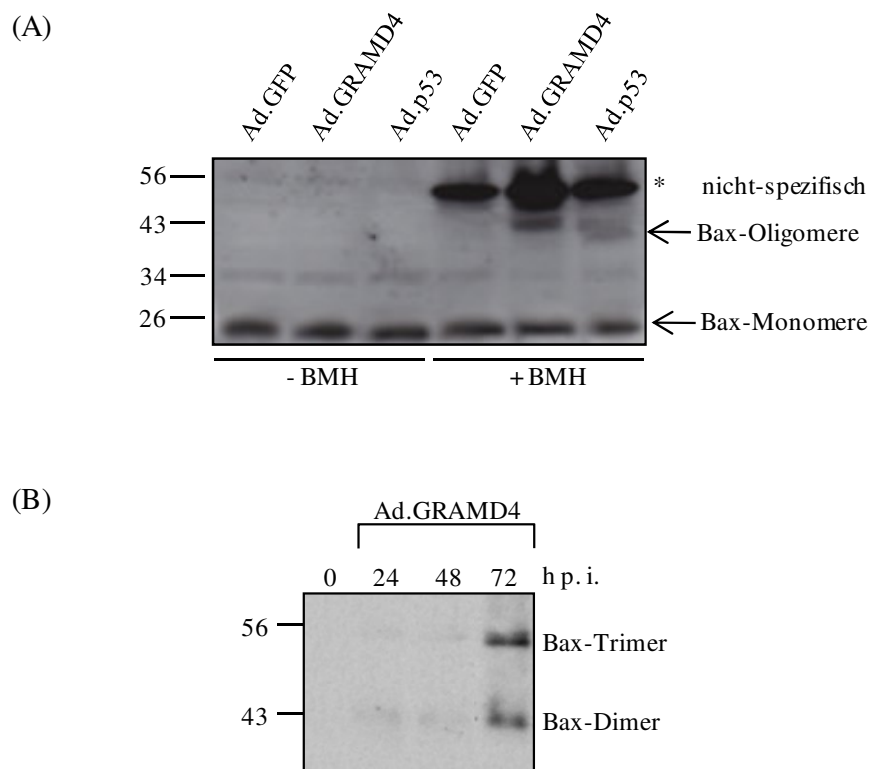 (A)
Ad.GFP Ad.GRAMD4 Ad.p53 Ad.GFP Ad.GRAMD4 Ad.p53
56 * nicht-spezifisch
43 Bax-Oligomere
34
26 Bax-Monomere
- BMH + BMH
(B)
Ad.GRAMD4
0 24 48 72 h p.i.
56 Bax-Trimer
43 Bax-Dimer